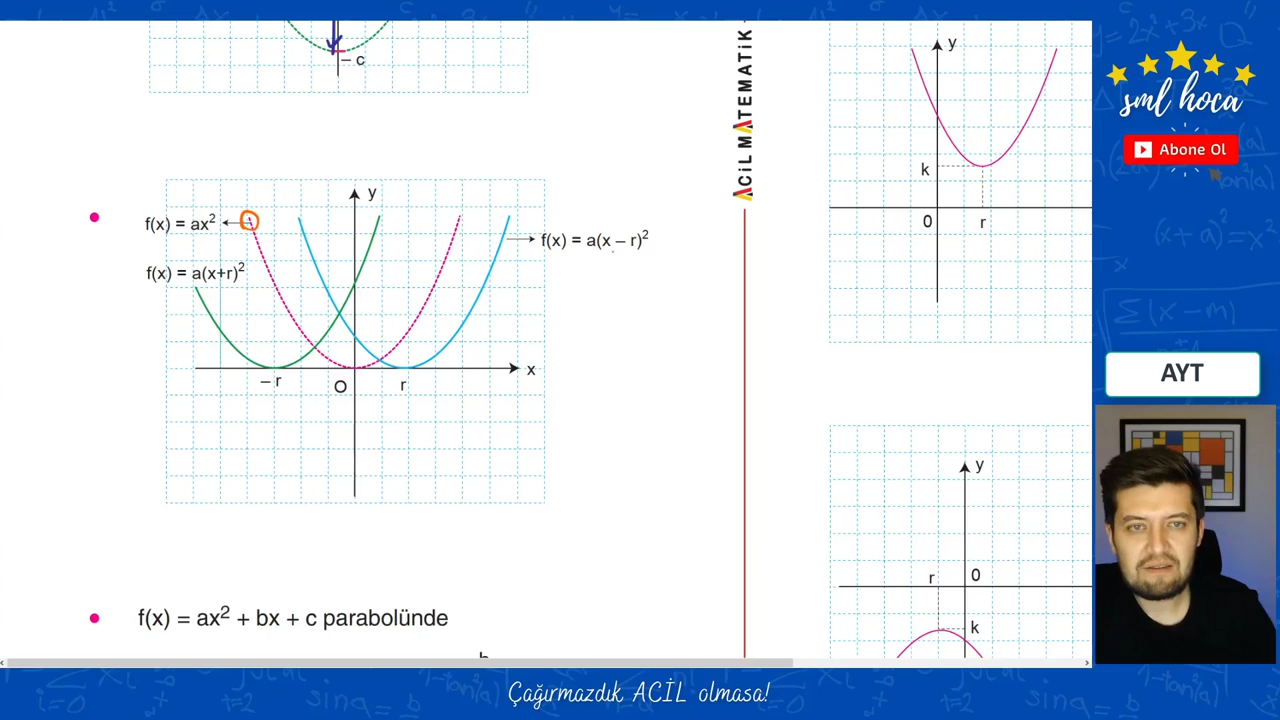 – c
y
f(x) = ax²
f(x) = a(x – r)²
f(x) = a(x+r)²
– r
O
r
x
• f(x) = ax² + bx + c parabolünde
ACİL MATEMATİK
y
k
0
r
y
r
0
k
sml hoca
Abone Ol
AYT
Çağırmazdık ACİL olmasa!